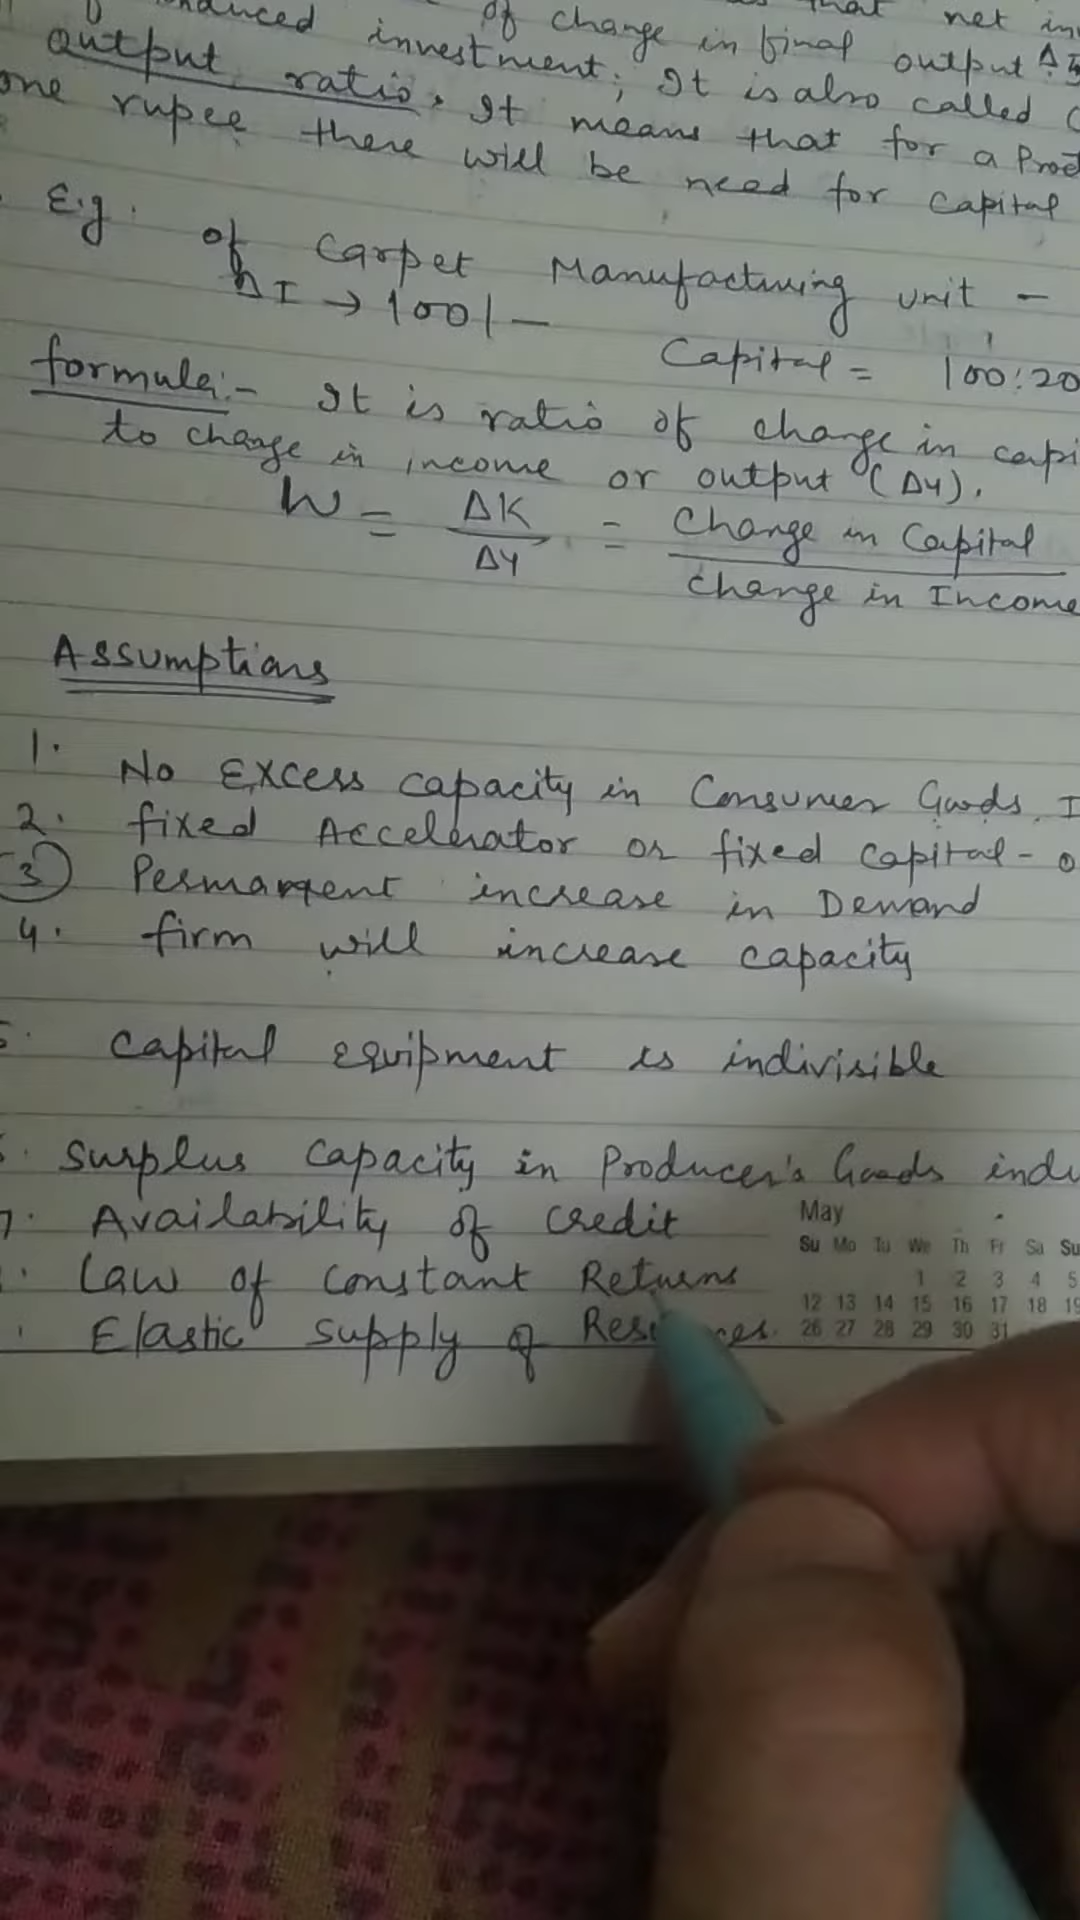 of change in final output
induced investment; It is also called
output ratio. It means that for a
one rupee there will be need for capital
E.g. of Carpet Manufacturing unit -
ΔI → 100/-
Capital = 100:20
formula:- It is ratio of change in
to change in income or output (ΔY).
W = ΔK/ΔY = Change in Capital / Change in Income
Assumptions
1. No Excess capacity in Consumer Goods. I
2. fixed Accelerator or fixed capital - o
3 Permanent increase in Demand
4. firm will increase capacity
Capital equipment is indivisible
Surplus Capacity in Producer's Goods
7. Availability of credit
Law of constant Returns
Elastic supply of
May
Su Mo Tu We Th Fr Sa Su
1 2 3 4 5
12 13 14 15 16 17 18 19
26 27 28 29 30 31